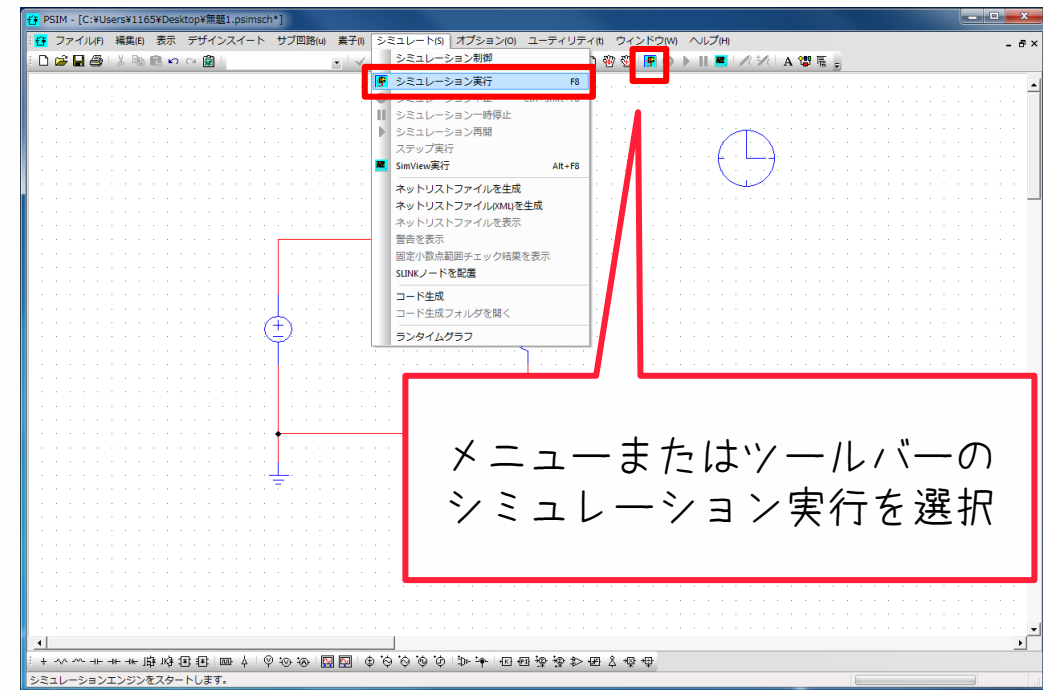 PSIM - [C:¥Users¥1165¥Desktop¥無題1.psimsch*]
ファイル(F) 編集(E) 表示 デザインスイート サブ回路(u) 素子(l) シミュレート(S) オプション(O) ユーティリティ(t) ウィンドウ(W) ヘルプ(H)
シミュレーション制御
シミュレーション実行 F8
シミュレーション一時停止
シミュレーション再開
ステップ実行
SimView実行 Alt+F8
ネットリストファイルを生成
ネットリストファイル(XML)を生成
ネットリストファイルを表示
警告を表示
固定小数点範囲チェック結果を表示
SLINKノードを配置
コード生成
コード生成フォルダを開く
ランタイムグラフ
メニューまたはツールバーの
シミュレーション実行を選択
シミュレーションエンジンをスタートします。